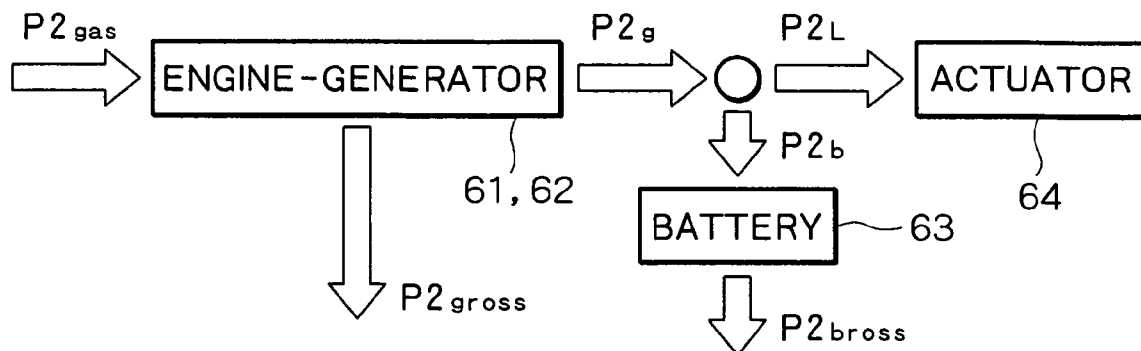 P2gas
P2g
P2L
ENGINE-GENERATOR
ACTUATOR
P2b
61, 62
64
BATTERY
63
P2gross
P2bross